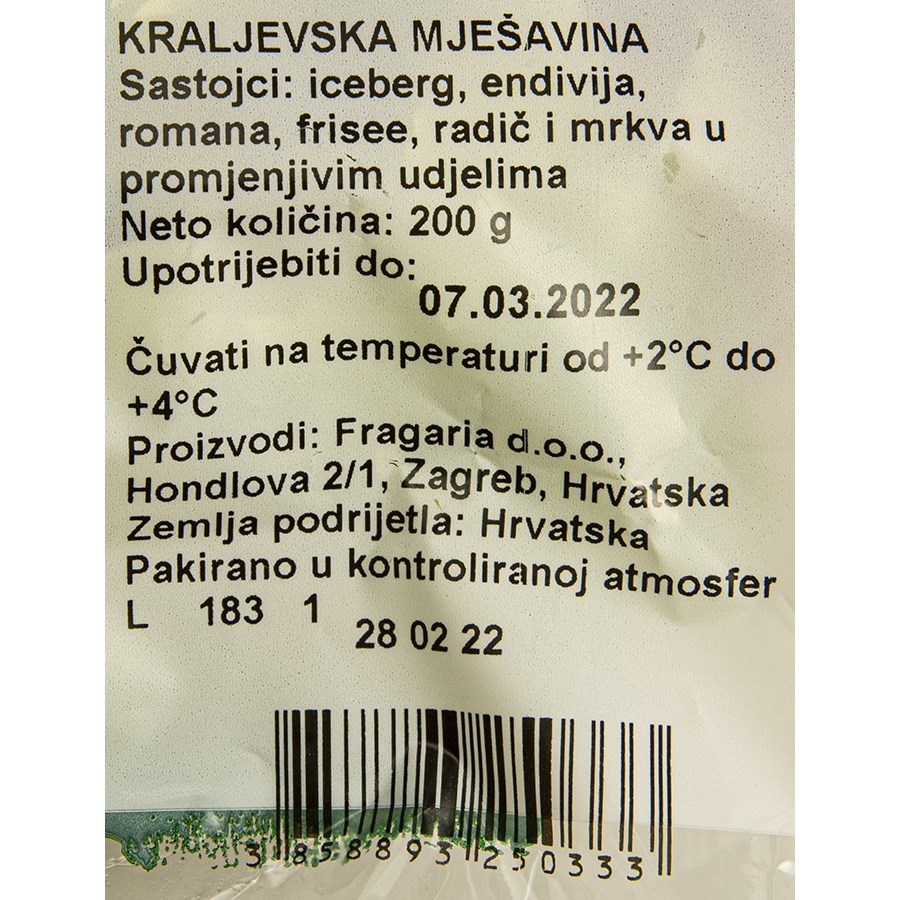 KRALJEVSKA MJEŠAVINA
Sastojci: iceberg, endivija,
romana, frisee, radič i mrkva u
promjenjivim udjelima
Neto količina: 200 g
Upotrijebiti do:
07.03.2022
Čuvati na temperaturi od +2°C do
+4°C
Proizvodi: Fragaria d.o.o.,
Hondlova 2/1, Zagreb, Hrvatska
Zemlja podrijetla: Hrvatska
Pakirano u kontroliranoj atmosfer
L 183 1
28 02 22
3 858893 250333